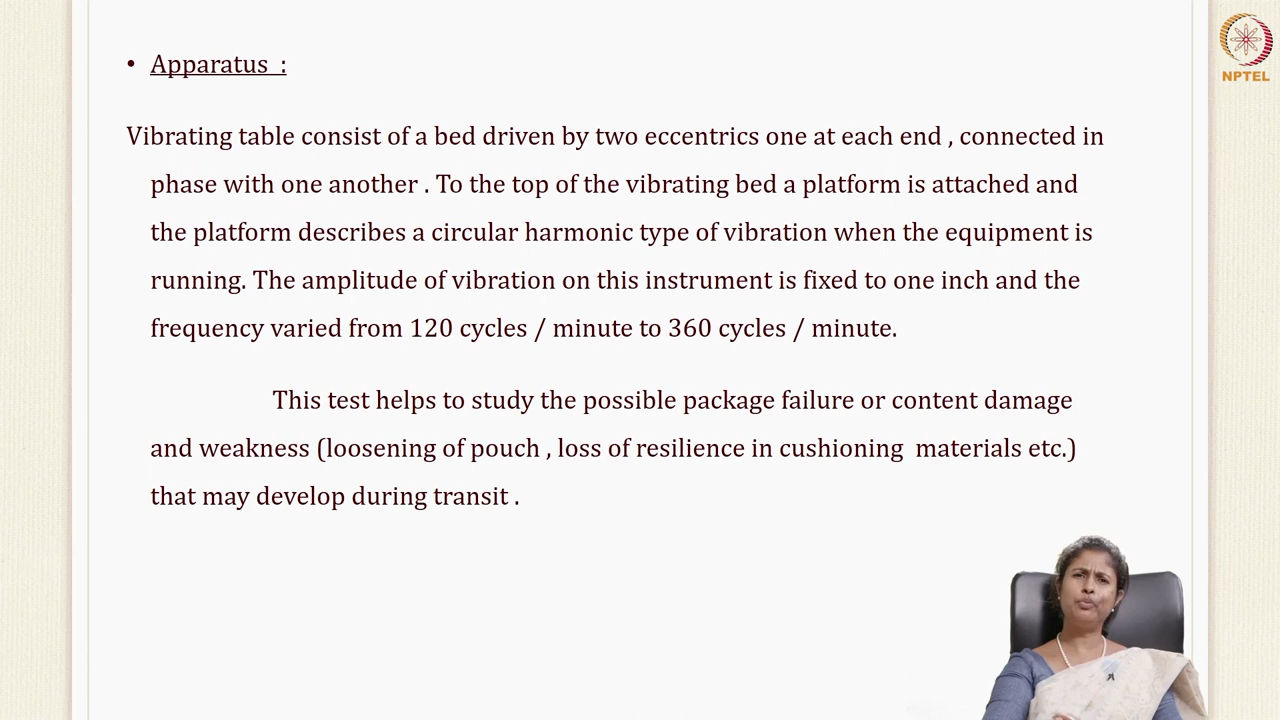 NPTEL
• Apparatus :
Vibrating table consist of a bed driven by two eccentrics one at each end , connected in
phase with one another . To the top of the vibrating bed a platform is attached and
the platform describes a circular harmonic type of vibration when the equipment is
running. The amplitude of vibration on this instrument is fixed to one inch and the
frequency varied from 120 cycles / minute to 360 cycles / minute.
This test helps to study the possible package failure or content damage
and weakness (loosening of pouch , loss of resilience in cushioning materials etc.)
that may develop during transit .